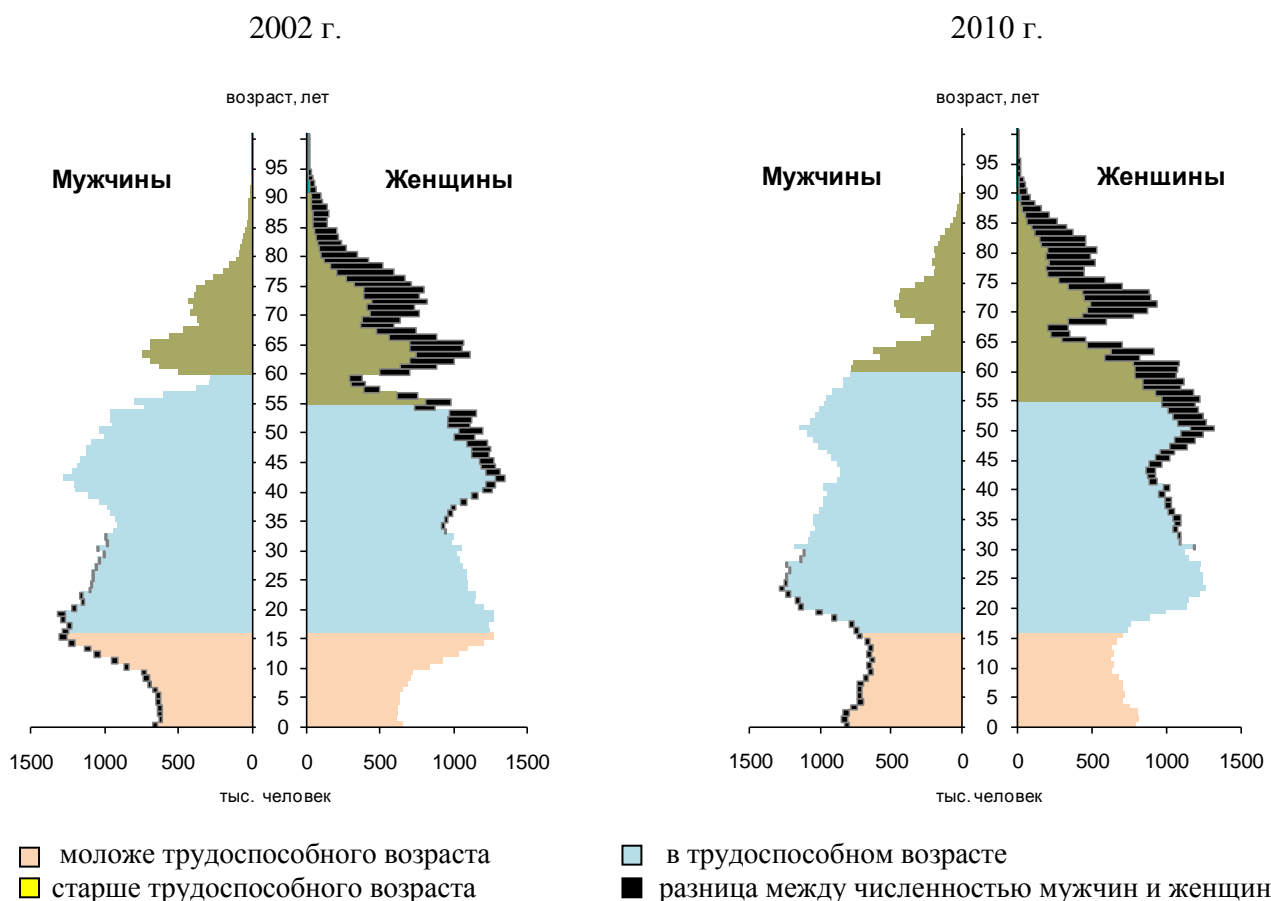 2002 г.
2010 г.
возраст, лет
возраст, лет
Мужчины
Женщины
Мужчины
Женшины
95
90
85
80
75
70
65
60
55
50
45
40
35
30
25
20
15
10
5
0
95
90
85
80
75
70
65
60
55
50
45
40
35
30
25
20
15
10
5
0
1500 1000 500 0 0 500 1000 1500
1500 1000 500 0 0 500 1000 1500
тыс. человек
тыс. человек
моложе трудоспособного возраста
в трудоспособном возрасте
старше трудоспособного возраста
разница между численностью мужчин и женщин